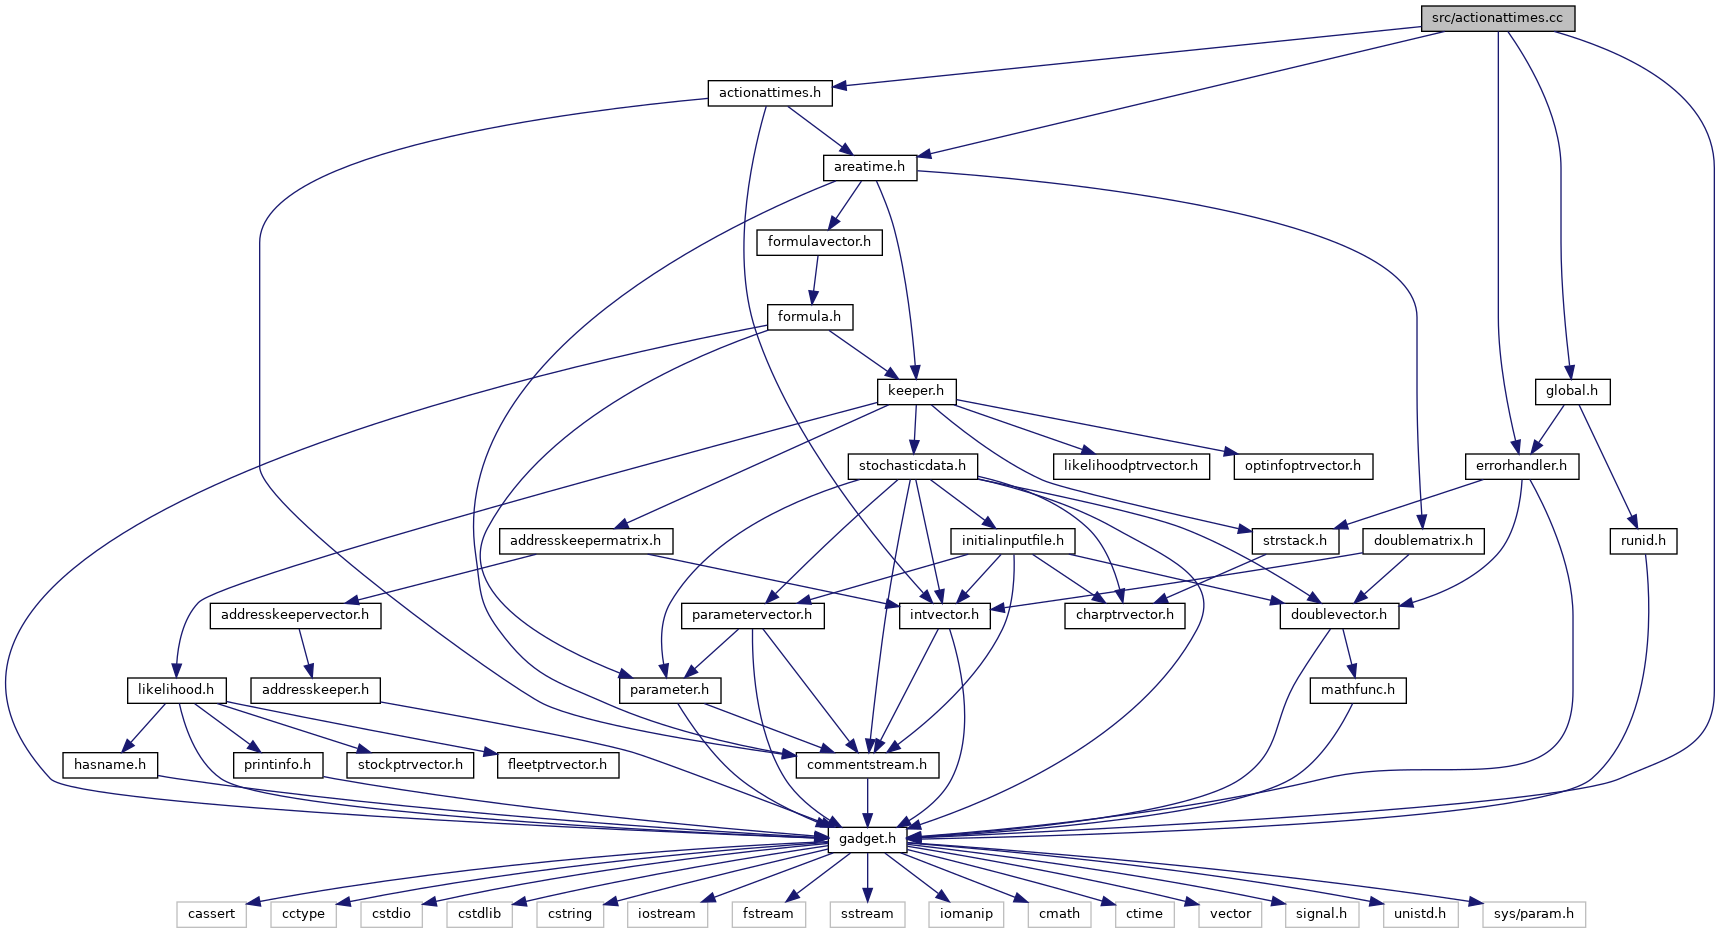 src/actionattimes.cc
actionattimes.h
areatime.h
formulavector.h
formula.h
keeper.h
global.h
stochasticdata.h
likelihoodptrvector.h
optinfoptrvector.h
errorhandler.h
addresskeepermatrix.h
initialinputfile.h
strstack.h
doublematrix.h
runid.h
addresskeepervector.h
parametervector.h
intvector.h
charptrvector.h
doublevector.h
likelihood.h
addresskeeper.h
parameter.h
mathfunc.h
hasname.h
printinfo.h
stockptrvector.h
fleetptrvector.h
commentstream.h
gadget.h
cassert
cctype
cstdio
cstdlib
cstring
iostream
fstream
sstream
iomanip
cmath
ctime
vector
signal.h
unistd.h
sys/param.h